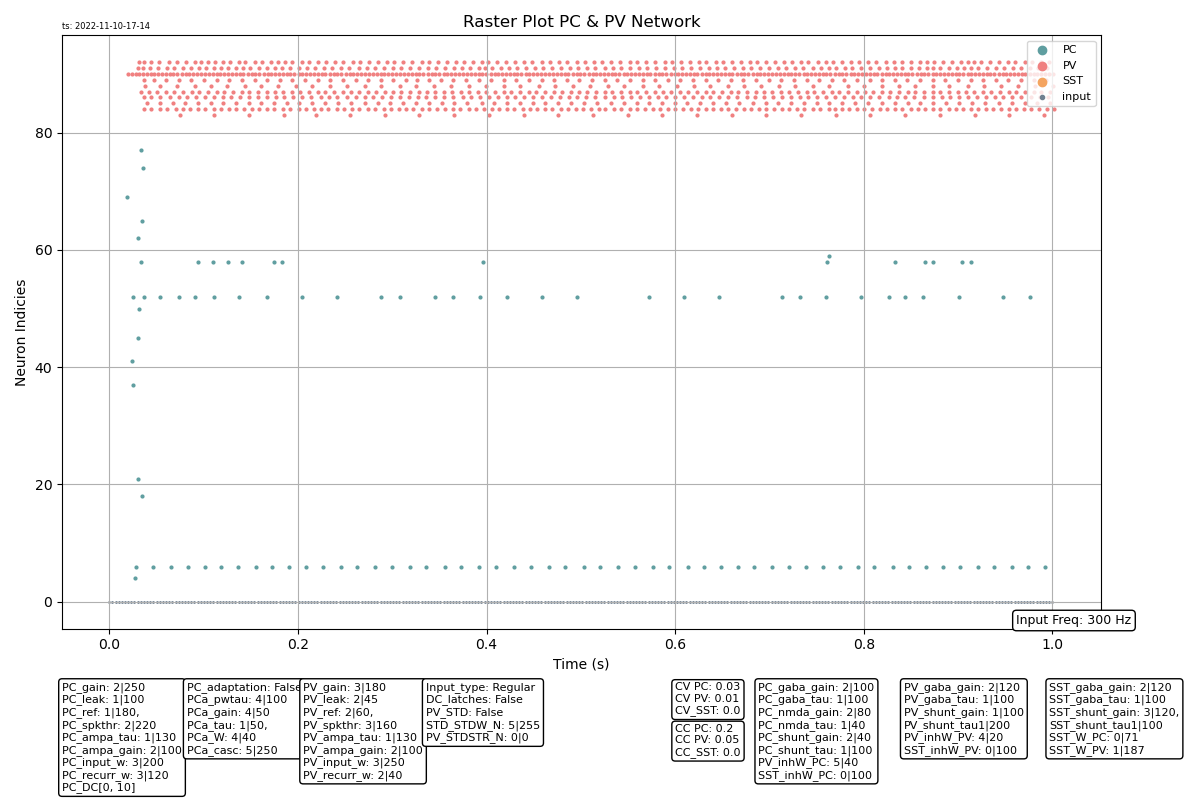 ts: 2022-11-10-17-14
Raster Plot PC & PV Network
PC
PV
SST
input
Neuron Indicies
80
60
40
20
0
0.0
0.2
0.4
0.6
0.8
1.0
Time (s)
Input Freq: 300 Hz
PC_gain: 2|250
PC_leak: 1|100
PC_ref: 1|180,
PC_spkthr: 2|220
PC_ampa_tau: 1|130
PC_ampa_gain: 2|100
PC_input_w: 3|200
PC_recurr_w: 3|120
PC_DC[0, 10]
PC_adaptation: False
PCa_pwtau: 4|100
PCa_gain: 4|50
PCa_tau: 1|50,
PCa_W: 4|40
PCa_casc: 5|250
PV_gain: 3|180
PV_leak: 2|45
PV_ref: 2|60,
PV_spkthr: 3|160
PV_ampa_tau: 1|130
PV_ampa_gain: 2|100
PV_input_w: 3|250
PV_recurr_w: 2|40
Input_type: Regular
DC_latches: False
PV_STD: False
STD_STDW_N: 5|255
PV_STDSTR_N: 0|0
CV PC: 0.03
CV PV: 0.01
CV_SST: 0.0
CC PC: 0.2
CC PV: 0.05
CC_SST: 0.0
PC_gaba_gain: 2|100
PC_gaba_tau: 1|100
PC_nmda_gain: 2|80
PC_nmda_tau: 1|40
PC_shunt_gain: 2|40
PC_shunt_tau: 1|100
PV_inhW_PC: 5|40
SST_inhW_PC: 0|100
PV_gaba_gain: 2|120
PV_gaba_tau: 1|100
PV_shunt_gain: 1|100
PV_shunt_tau1|200
PV_inhW_PV: 4|20
SST_inhW_PV: 0|100
SST_gaba_gain: 2|120
SST_gaba_tau: 1|100
SST_shunt_gain: 3|120,
SST_shunt_tau1|100
SST_W_PC: 0|71
SST_W_PV: 1|187